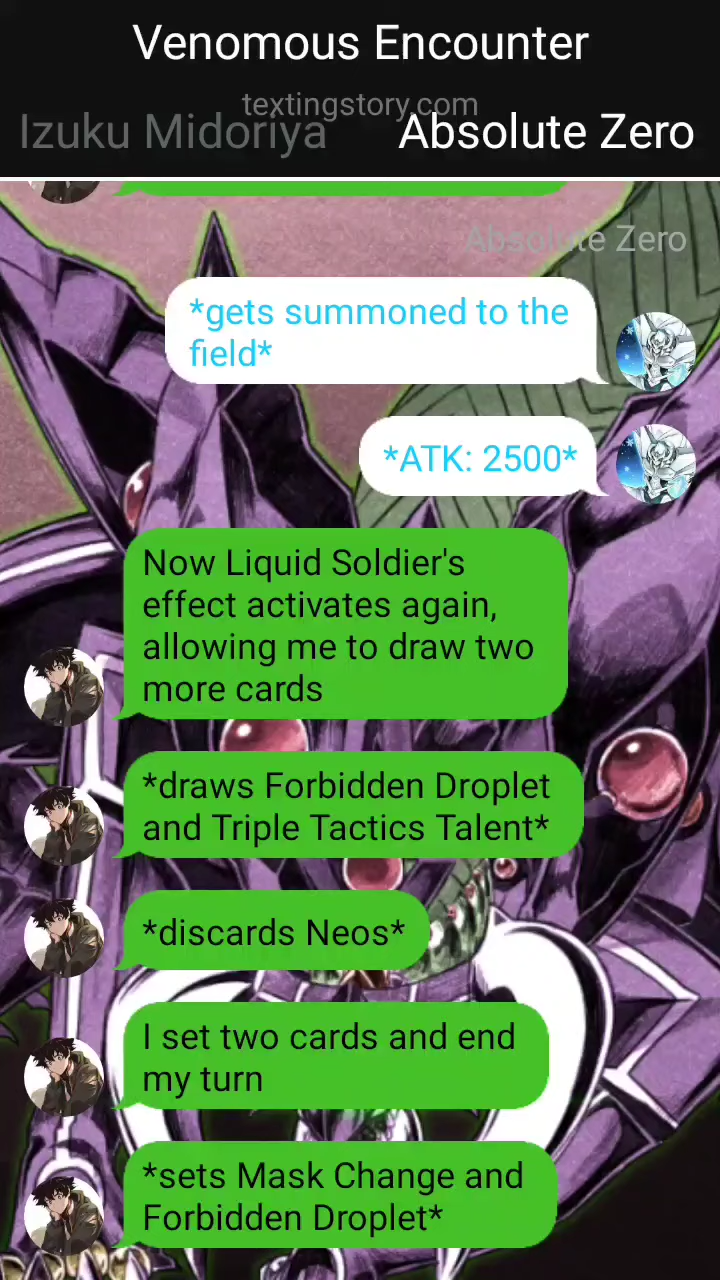 Venomous Encounter
textingstory.com
Izuku Midoriya
Absolute Zero
Absolute Zero
*gets summoned to the
field*
*ATK: 2500*
Now Liquid Soldier's
effect activates again,
allowing me to draw two
more cards
*draws Forbidden Droplet
and Triple Tactics Talent*
*discards Neos*
I set two cards and end
my turn
*sets Mask Change and
Forbidden Droplet*